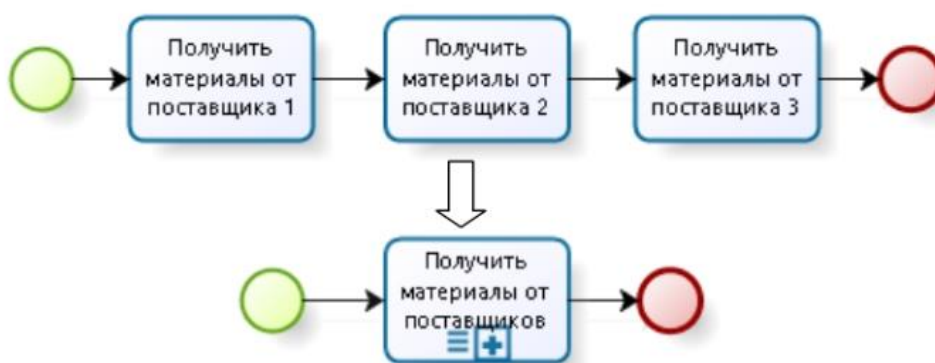 Получить
материалы от
поставщика 1
Получить
материалы от
поставщика 2
Получить
материалы от
поставщика 3
Получить
материалы от
поставщиков